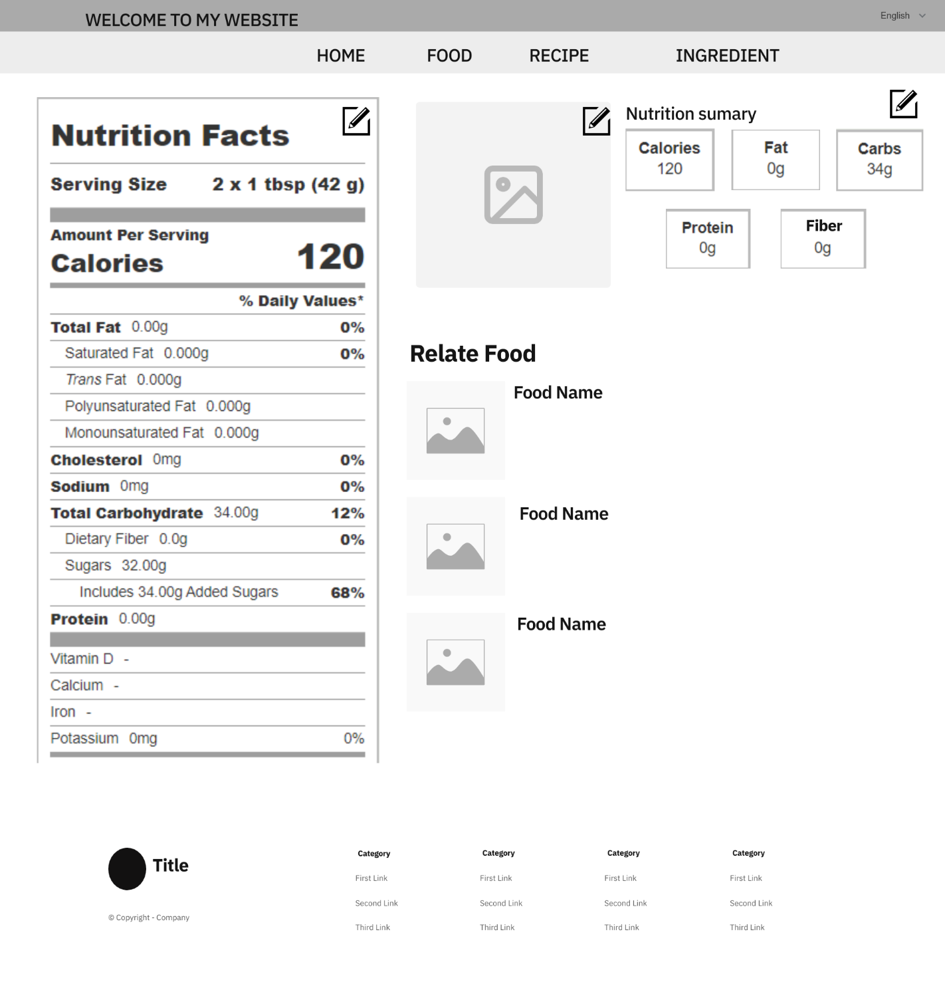 WELCOME TO MY WEBSITE
English
HOME FOOD RECIPE INGREDIENT
Nutrition Facts
Serving Size 2 x 1 tbsp (42 g)
Amount Per Serving
Calories 120
% Daily Values*
Total Fat 0.00g 0%
Saturated Fat 0.000g 0%
Trans Fat 0.000g
Polyunsaturated Fat 0.000g
Monounsaturated Fat 0.000g
Cholesterol 0mg 0%
Sodium 0mg 0%
Total Carbohydrate 34.00g 12%
Dietary Fiber 0.0g 0%
Sugars 32.00g
Includes 34.00g Added Sugars 68%
Protein 0.00g
Vitamin D -
Calcium -
Iron -
Potassium 0mg 0%
Nutrition sumary
Calories
120
Fat
0g
Carbs
34g
Protein
0g
Fiber
0g
Relate Food
Food Name
Food Name
Food Name
Title
© Copyright - Company
Category
First Link
Second Link
Third Link
Category
First Link
Second Link
Third Link
Category
First Link
Second Link
Third Link
Category
First Link
Second Link
Third Link